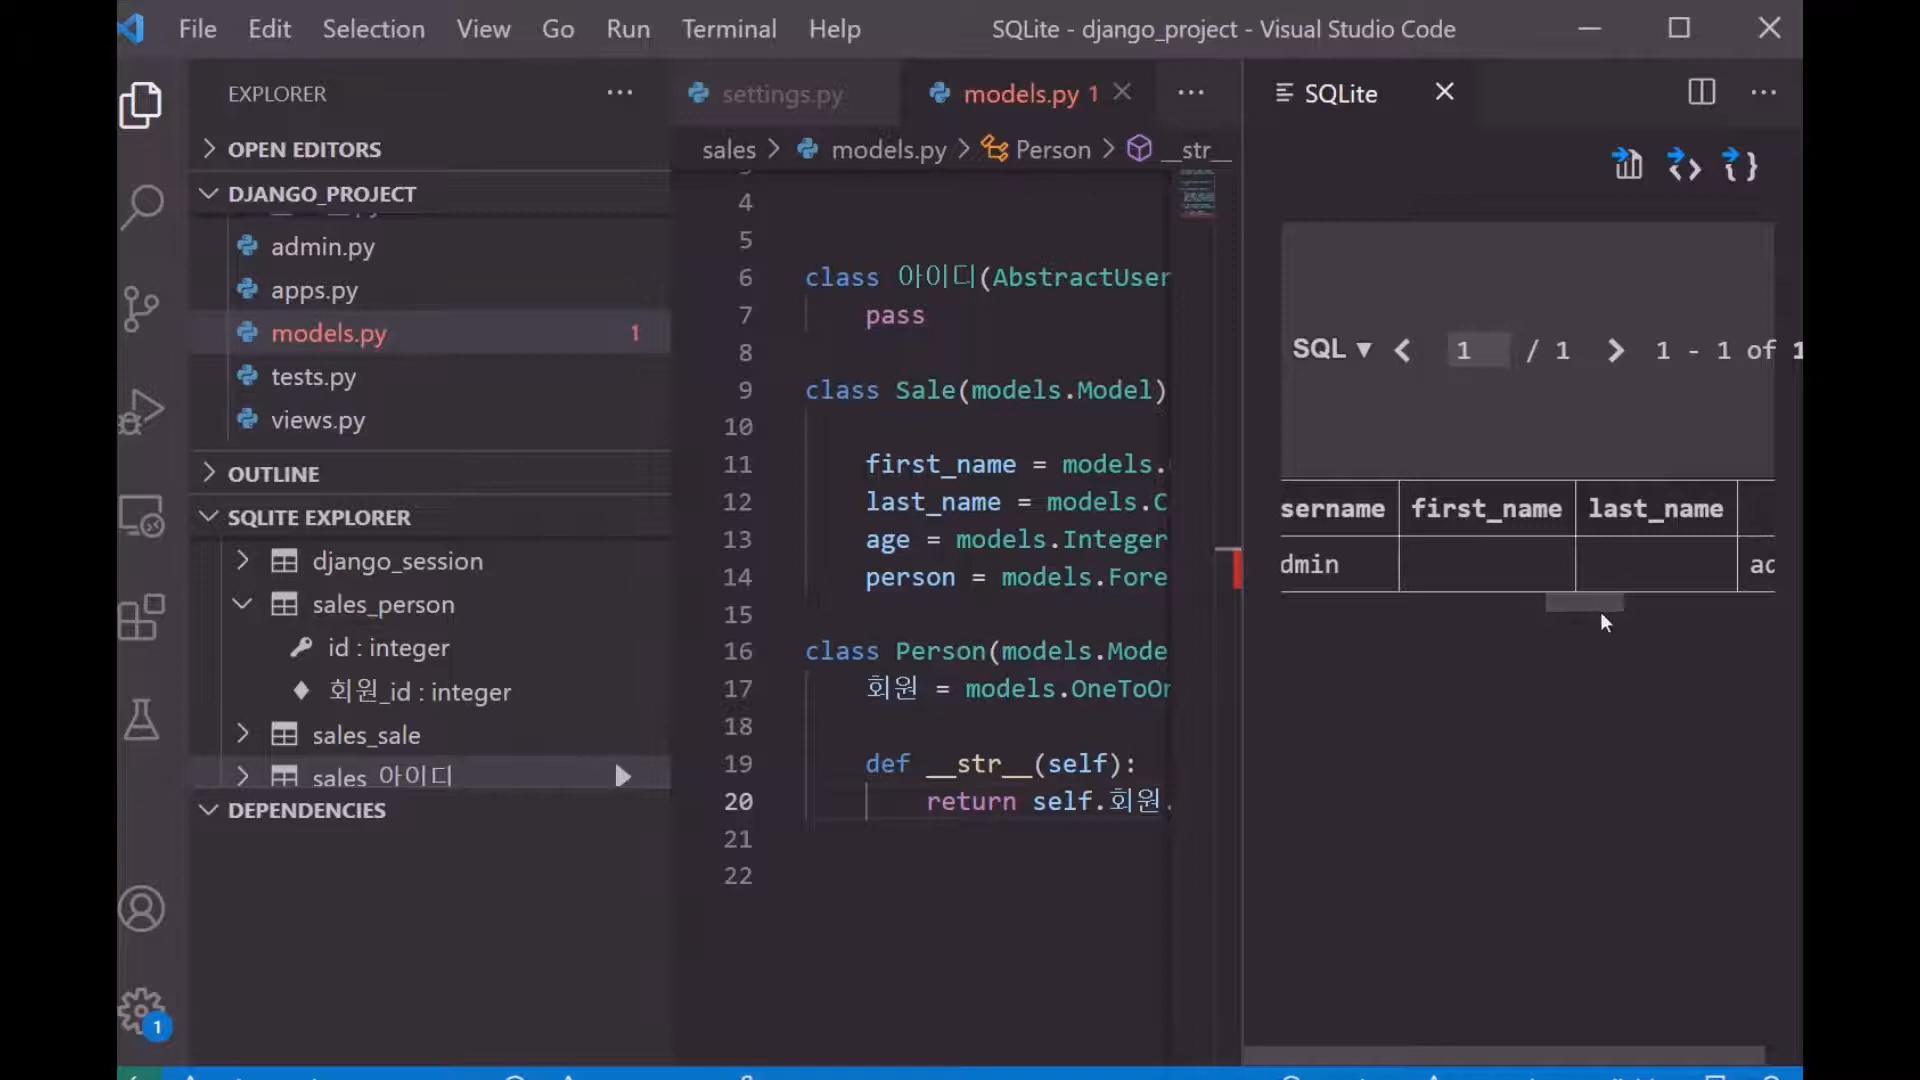 File Edit Selection View Go Run Terminal Help
SQLite - django_project - Visual Studio Code
EXPLORER
OPEN EDITORS
DJANGO_PROJECT
admin.py
apps.py
models.py 1
tests.py
views.py
OUTLINE
SQLITE EXPLORER
django_session
sales_person
id : integer
회원_id : integer
sales_sale
sales_아이디
DEPENDENCIES
1
settings.py
models.py 1
sales > models.py > Person > __str__
4
5
6 class 아이디(AbstractUser
7 pass
8
9 class Sale(models.Model)
10
11 first_name = models.
12 last_name = models.C
13 age = models.Integer
14 person = models.Fore
15
16 class Person(models.Mode
17 회원 = models.OneToOn
18
19 def __str__(self):
20 return self.회원.
21
22
SQLite
SQL ▼ < 1 / 1 > 1 - 1 of 1
sername first_name last_name
dmin ad